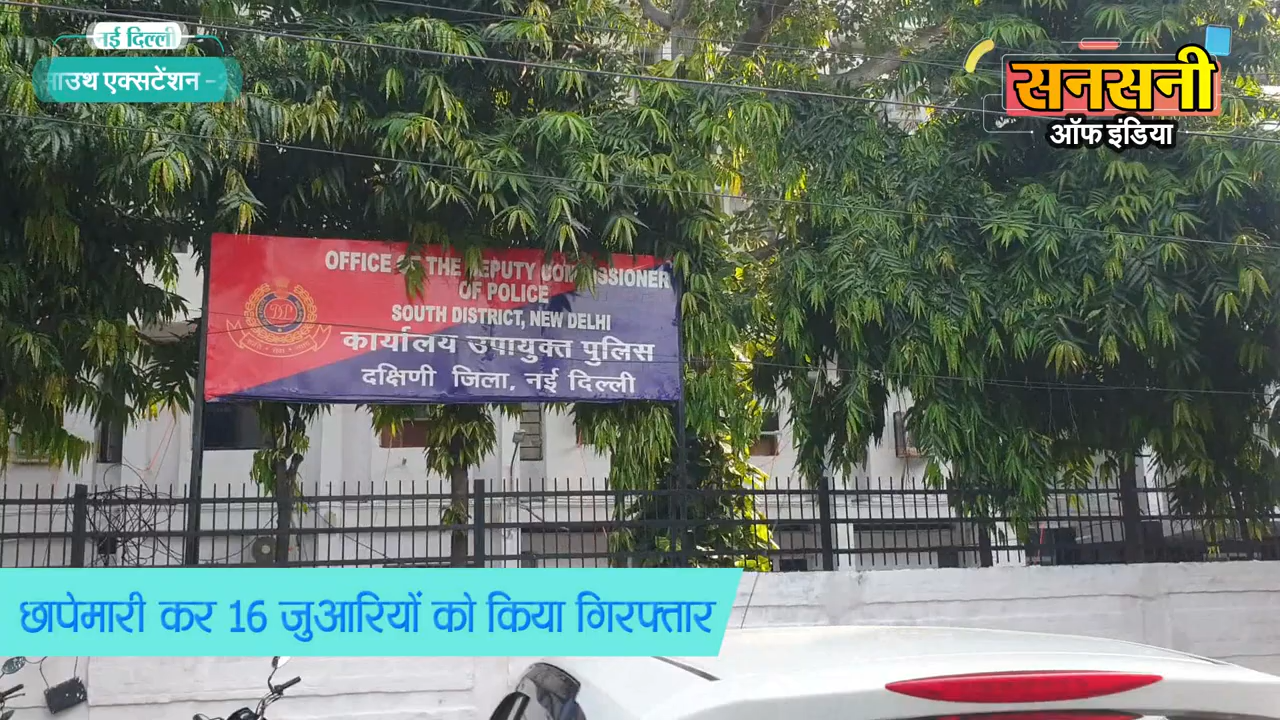 नई दिल्ली
साउथ एक्सटेंशन -
सनसनी
ऑफ इंडिया
OFFICE OF THE DEPUTY COMMISSIONER
OF POLICE
SOUTH DISTRICT, NEW DELHI
DP
कार्यालय उपायुक्त पुलिस
दक्षिणी जिला, नई दिल्ली
छापेमारी कर 16 जुआरियों को किया गिरफ्तार